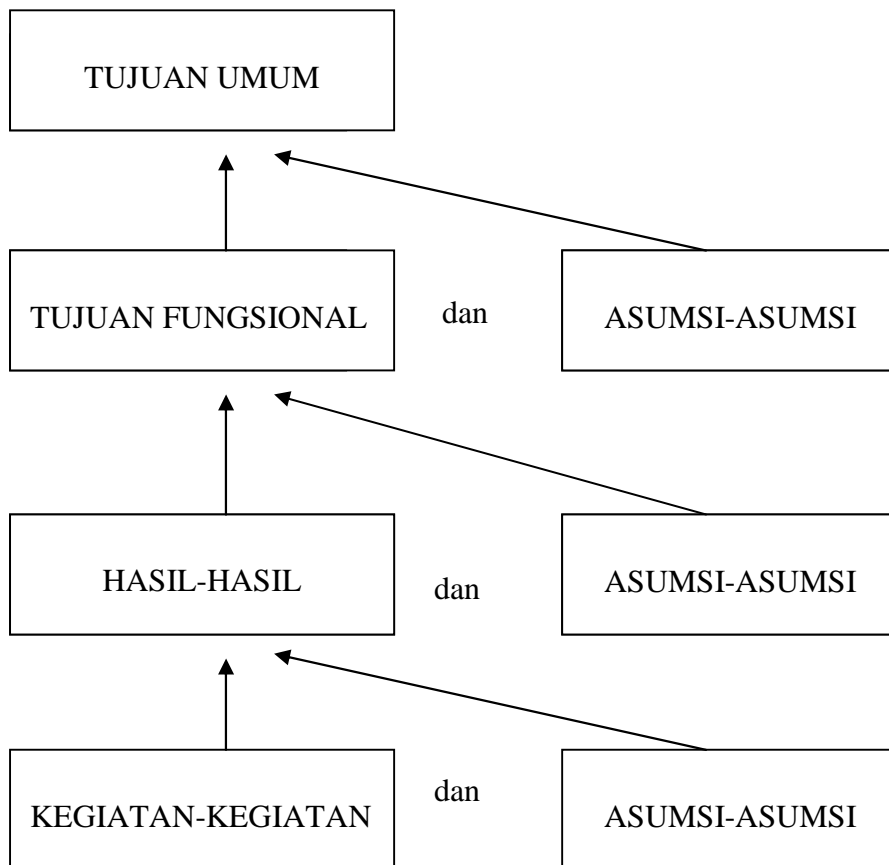 TUJUAN UMUM
TUJUAN FUNGSIONAL dan ASUMSI-ASUMSI
HASIL-HASIL dan ASUMSI-ASUMSI
KEGIATAN-KEGIATAN dan ASUMSI-ASUMSI